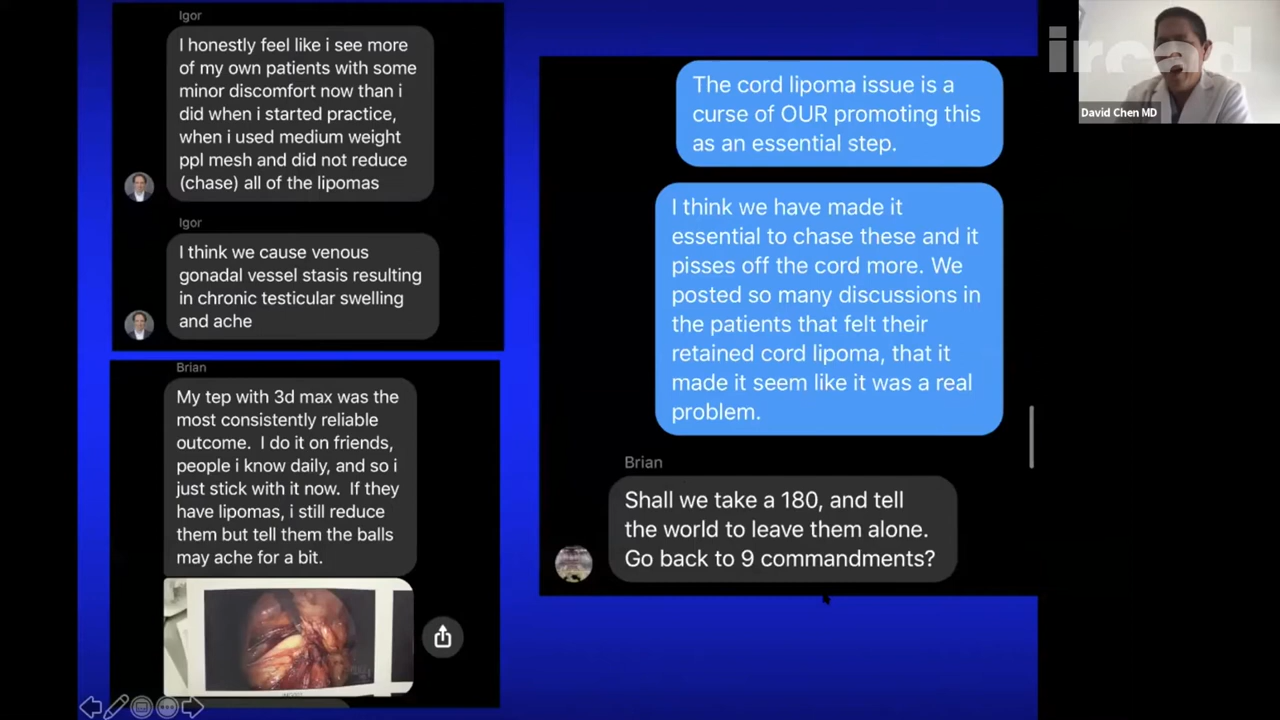 Igor
I honestly feel like i see more
of my own patients with some
minor discomfort now than i
did when i started practice,
when i used medium weight
ppl mesh and did not reduce
(chase) all of the lipomas
Igor
I think we cause venous
gonadal vessel stasis resulting
in chronic testicular swelling
and ache
Brian
My tep with 3d max was the
most consistently reliable
outcome. I do it on friends,
people i know daily, and so i
just stick with it now. If they
have lipomas, i still reduce
them but tell them the balls
may ache for a bit.
The cord lipoma issue is a
curse of OUR promoting this
as an essential step.
I think we have made it
essential to chase these and it
pisses off the cord more. We
posted so many discussions in
the patients that felt their
retained cord lipoma, that it
made it seem like it was a real
problem.
Brian
Shall we take a 180, and tell
the world to leave them alone.
Go back to 9 commandments?
ircad
David Chen MD